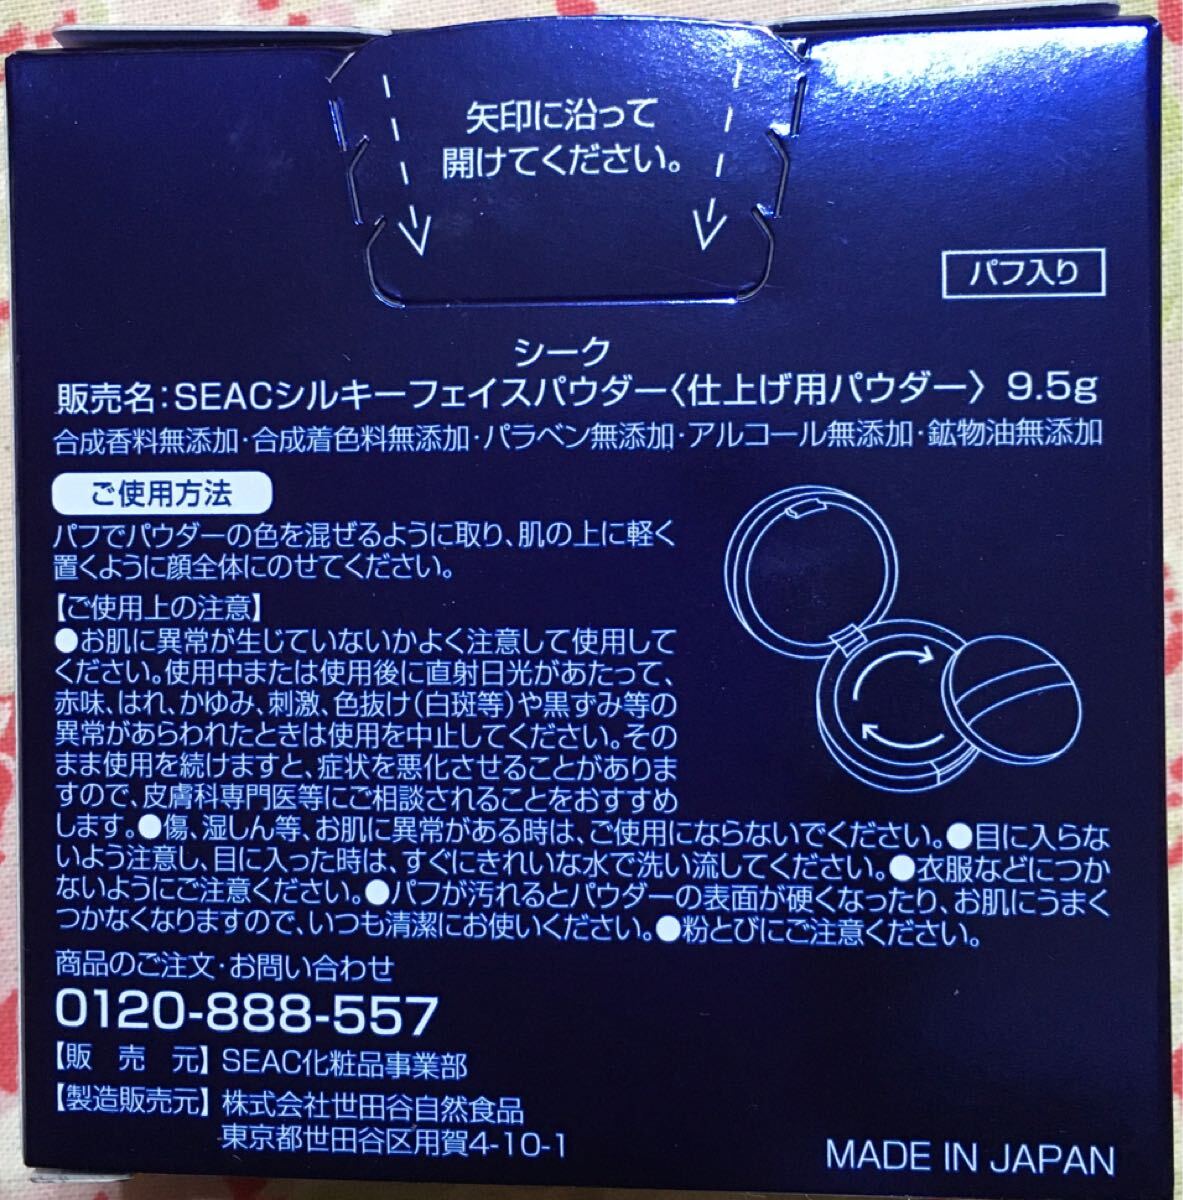 矢印に沿って
開けてください。
パフ入り
シーク
販売名:SEACシルキーフェイスパウダー〈仕上げ用パウダー〉 9.5g
合成香料無添加・合成着色料無添加・パラベン無添加・アルコール無添加・鉱物油無添加
ご使用方法
パフでパウダーの色を混ぜるように取り、肌の上に軽く
置くように顔全体にのせてください。
【ご使用上の注意】
●お肌に異常が生じていないかよく注意して使用して
ください。使用中または使用後に直射日光があたって、
赤味、はれ、かゆみ、刺激、色抜け(白斑等)や黒ずみ等の
異常があらわれたときは使用を中止してください。その
まま使用を続けますと、症状を悪化させることがありま
すので、皮膚科専門医等にご相談されることをおすすめ
します。●傷、湿しん等、お肌に異常がある時は、ご使用にならないでください。●目に入らな
いよう注意し、目に入った時は、すぐにきれいな水で洗い流してください。●衣服などにつか
ないようにご注意ください。●パフが汚れるとパウダーの表面が硬くなったり、お肌にうまく
つかなくなりますので、いつも清潔にお使いください。●粉とびにご注意ください。
商品のご注文・お問い合わせ
0120-888-557
【販 売 元】 SEAC化粧品事業部
【製造販売元】 株式会社世田谷自然食品
東京都世田谷区用賀4-10-1
MADE IN JAPAN